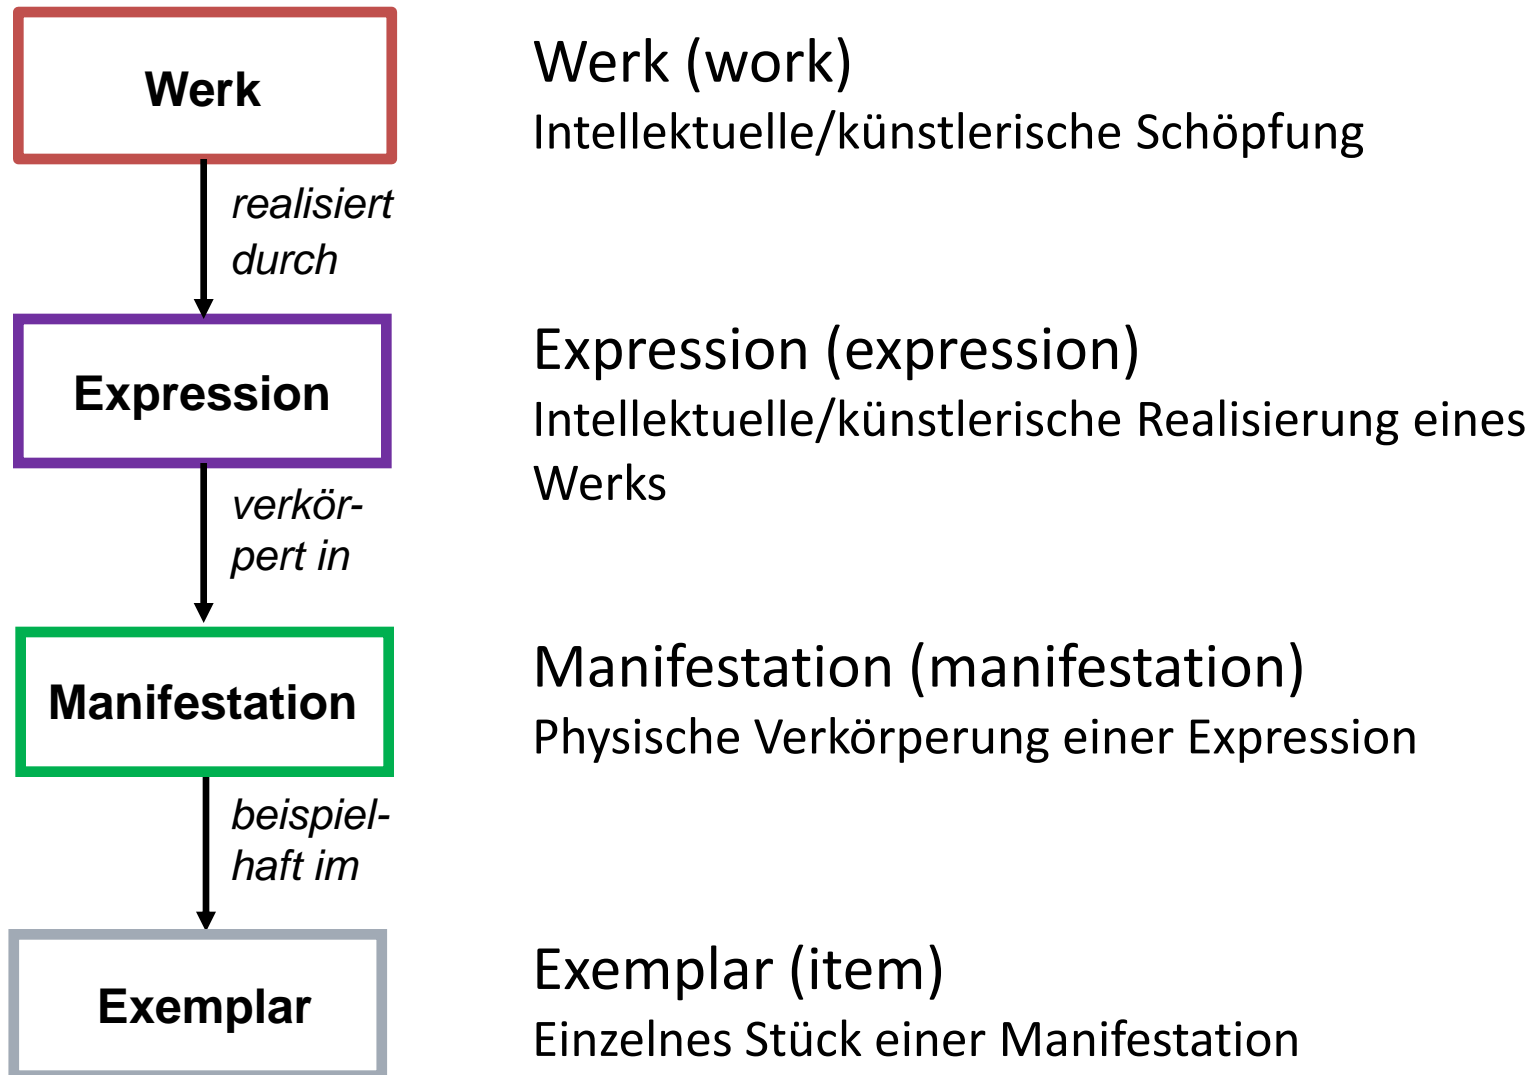 Werk
Werk (work)
Intellektuelle/künstlerische Schöpfung
realisiert
durch
Expression
Expression (expression)
Intellektuelle/künstlerische Realisierung eines
Werks
verkör-
pert in
Manifestation
Manifestation (manifestation)
Physische Verkörperung einer Expression
beispiel-
haft im
Exemplar
Exemplar (item)
Einzelnes Stück einer Manifestation